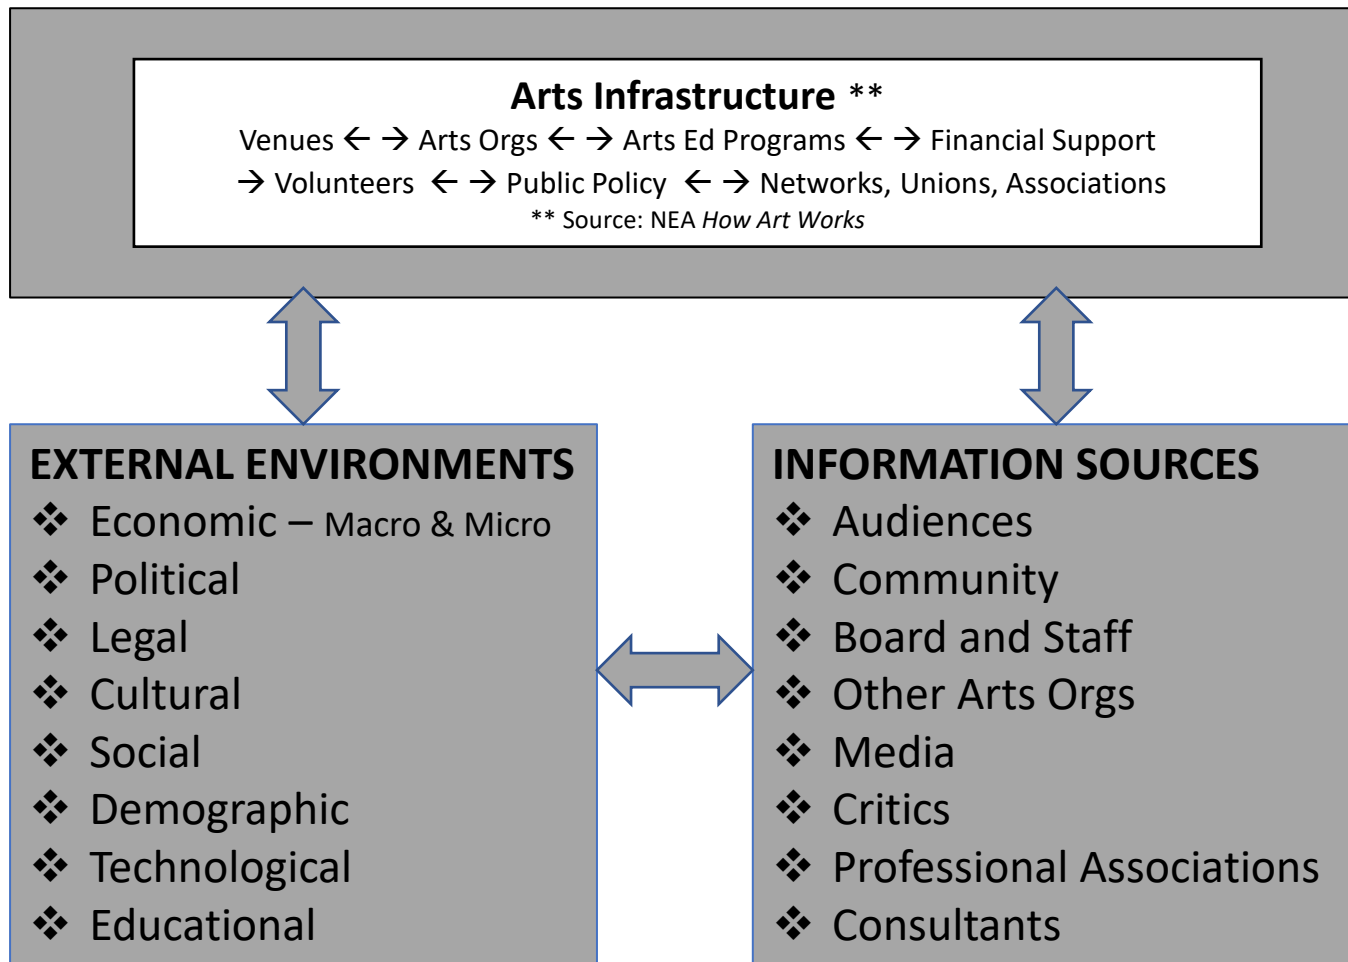 Arts Infrastructure **
Venues ← → Arts Orgs ← → Arts Ed Programs ← → Financial Support
→ Volunteers ← → Public Policy ← → Networks, Unions, Associations
** Source: NEA How Art Works
EXTERNAL ENVIRONMENTS
❖ Economic – Macro & Micro
❖ Political
❖ Legal
❖ Cultural
❖ Social
❖ Demographic
❖ Technological
❖ Educational
INFORMATION SOURCES
❖ Audiences
❖ Community
❖ Board and Staff
❖ Other Arts Orgs
❖ Media
❖ Critics
❖ Professional Associations
❖ Consultants